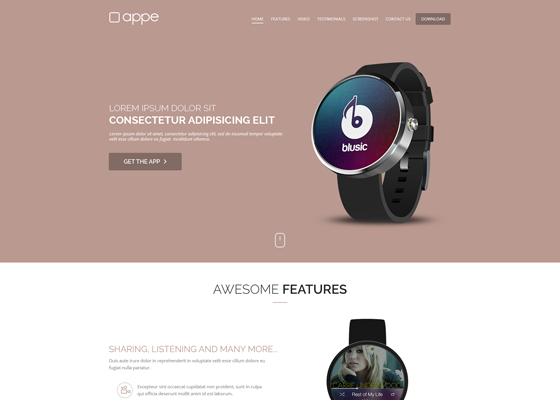 appe
HOME FEATURES VIDEO TESTIMONIALS SCREENSHOT CONTACT US DOWNLOAD
LOREM IPSUM DOLOR SIT
CONSECTETUR ADIPISICING ELIT
Lorem ipsum dolor sit amet, consectetur adipisicing elit, sed do eiusmod tempor voluptate
velit esse cillum dolore eu fugiat. incididunt ullamco.
GET THE APP
blusic
AWESOME FEATURES
SHARING, LISTENING AND MANY MORE...
Duis aute irure dolor in reprehenderit in voluptate velit esse cillum dolore eu
fugiat nulla pariatur.
Excepteur sint occaecat cupidatat non proident, sunt in culpa
qui officia deserunt mollit anim id est laborum.
Rest of My Life